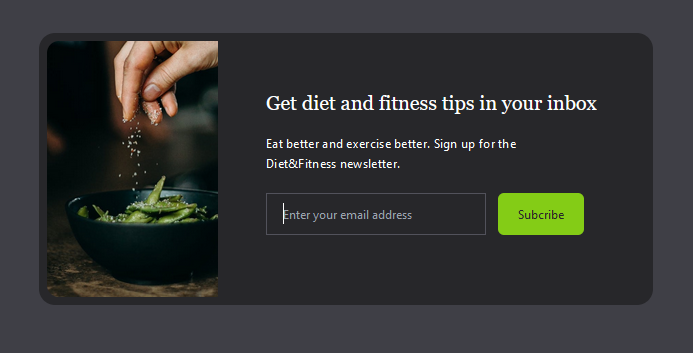 Get diet and fitness tips in your inbox
Eat better and exercise better. Sign up for the
Diet&Fitness newsletter.
Enter your email address
Subcribe